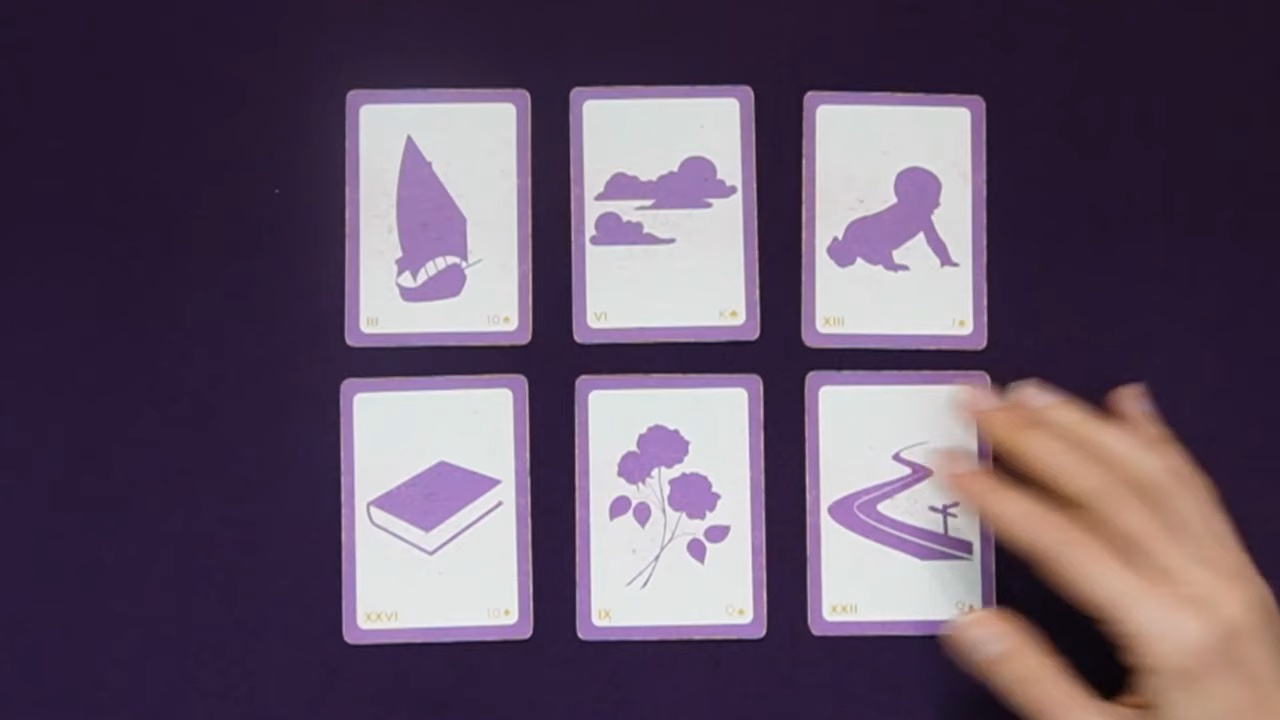 III 10♠
VI K♣
XIII J♠
XXVI 10♦
IX Q♠
XXII Q♦